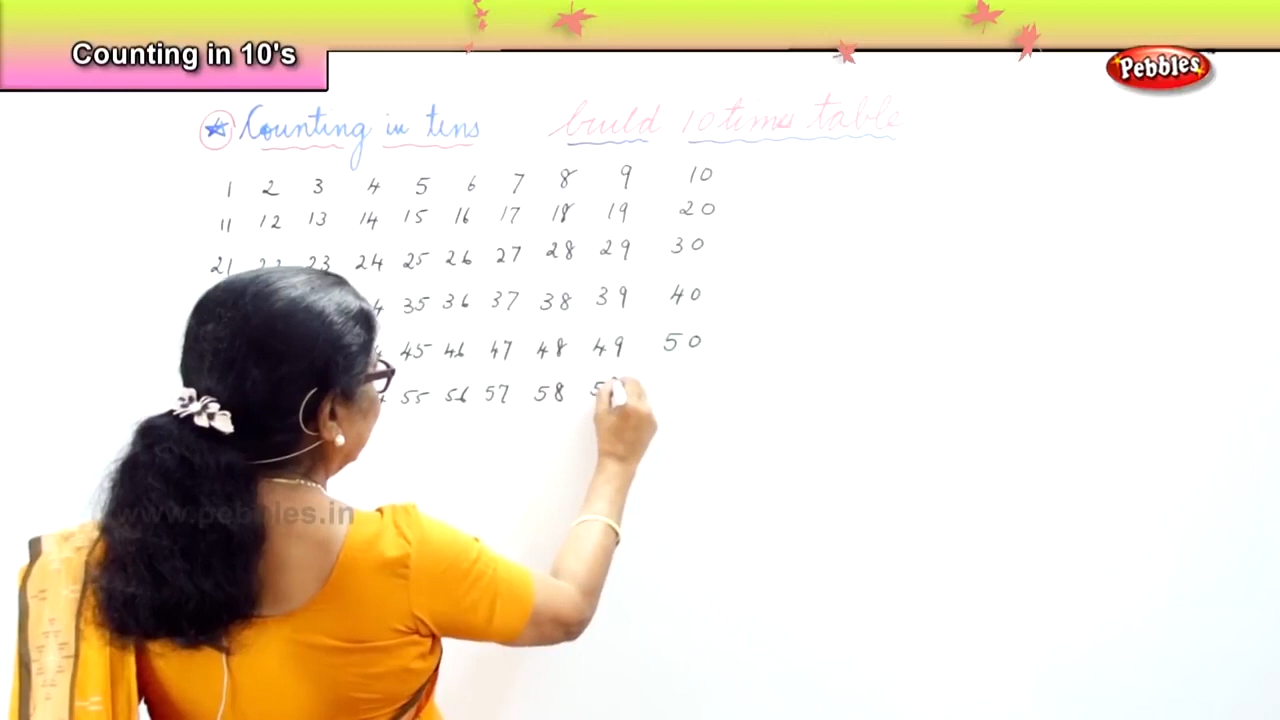 Counting in 10's
Pebbles
Counting in tens build 10 times table
1 2 3 4 5 6 7 8 9 10
11 12 13 14 15 16 17 18 19 20
21 22 23 24 25 26 27 28 29 30
35 36 37 38 39 40
45 46 47 48 49 50
55 56 57 58
www.pebbles.in